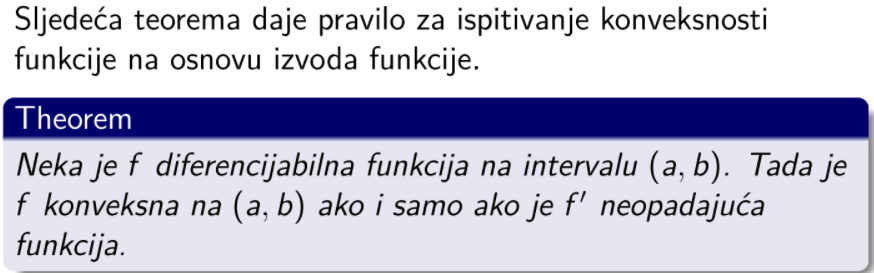 Sljedeća teorema daje pravilo za ispitivanje konveksnosti
funkcije na osnovu izvoda funkcije.
Theorem
Neka je f diferencijabilna funkcija na intervalu (a, b). Tada je
f konveksna na (a, b) ako i samo ako je f′ neopadajuća
funkcija.